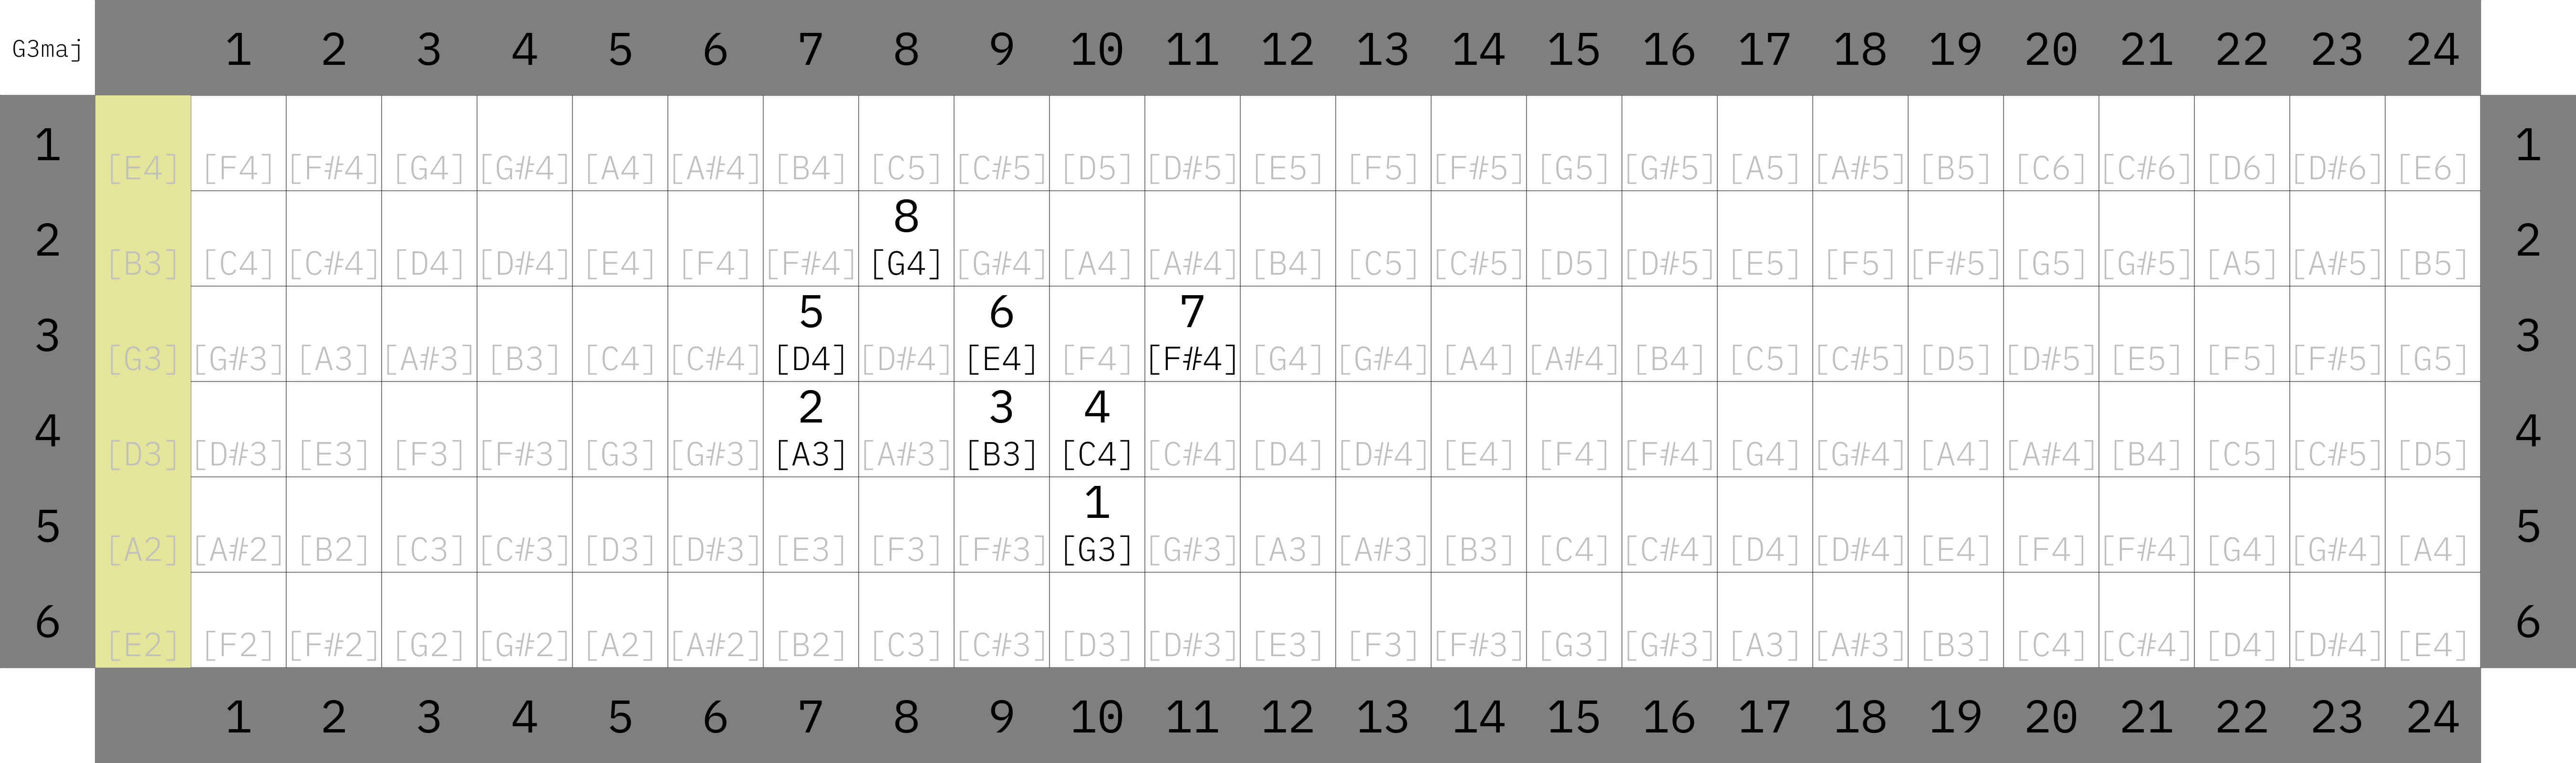 G3maj 1 2 3 4 5 6 7 8 9 10 11 12 13 14 15 16 17 18 19 20 21 22 23 24
1 [E4] [F4] [F#4] [G4] [G#4] [A4] [A#4] [B4] [C5] [C#5] [D5] [D#5] [E5] [F5] [F#5] [G5] [G#5] [A5] [A#5] [B5] [C6] [C#6] [D6] [D#6] [E6] 1
8
2 [B3] [C4] [C#4] [D4] [D#4] [E4] [F4] [F#4] [G4] [G#4] [A4] [A#4] [B4] [C5] [C#5] [D5] [D#5] [E5] [F5] [F#5] [G5] [G#5] [A5] [A#5] [B5] 2
5 6 7
3 [G3] [G#3] [A3] [A#3] [B3] [C4] [C#4] [D4] [D#4] [E4] [F4] [F#4] [G4] [G#4] [A4] [A#4] [B4] [C5] [C#5] [D5] [D#5] [E5] [F5] [F#5] [G5] 3
2 3 4
4 [D3] [D#3] [E3] [F3] [F#3] [G3] [G#3] [A3] [A#3] [B3] [C4] [C#4] [D4] [D#4] [E4] [F4] [F#4] [G4] [G#4] [A4] [A#4] [B4] [C5] [C#5] [D5] 4
1
5 [A2] [A#2] [B2] [C3] [C#3] [D3] [D#3] [E3] [F3] [F#3] [G3] [G#3] [A3] [A#3] [B3] [C4] [C#4] [D4] [D#4] [E4] [F4] [F#4] [G4] [G#4] [A4] 5
6 [E2] [F2] [F#2] [G2] [G#2] [A2] [A#2] [B2] [C3] [C#3] [D3] [D#3] [E3] [F3] [F#3] [G3] [G#3] [A3] [A#3] [B3] [C4] [C#4] [D4] [D#4] [E4] 6
1 2 3 4 5 6 7 8 9 10 11 12 13 14 15 16 17 18 19 20 21 22 23 24